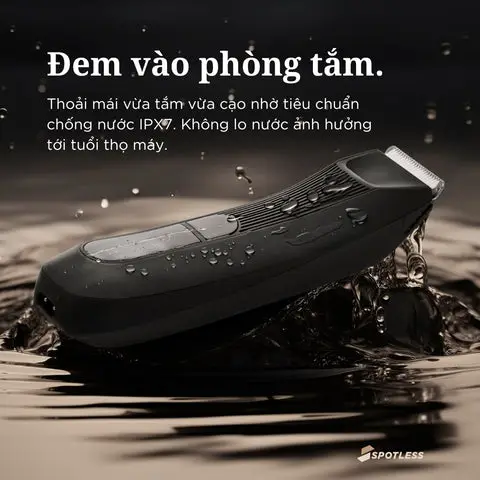 Đem vào phòng tắm.
Thoải mái vừa tắm vừa cạo nhờ tiêu chuẩn
chống nước IPX7. Không lo nước ảnh hưởng
tới tuổi thọ máy.
SPOTLESS